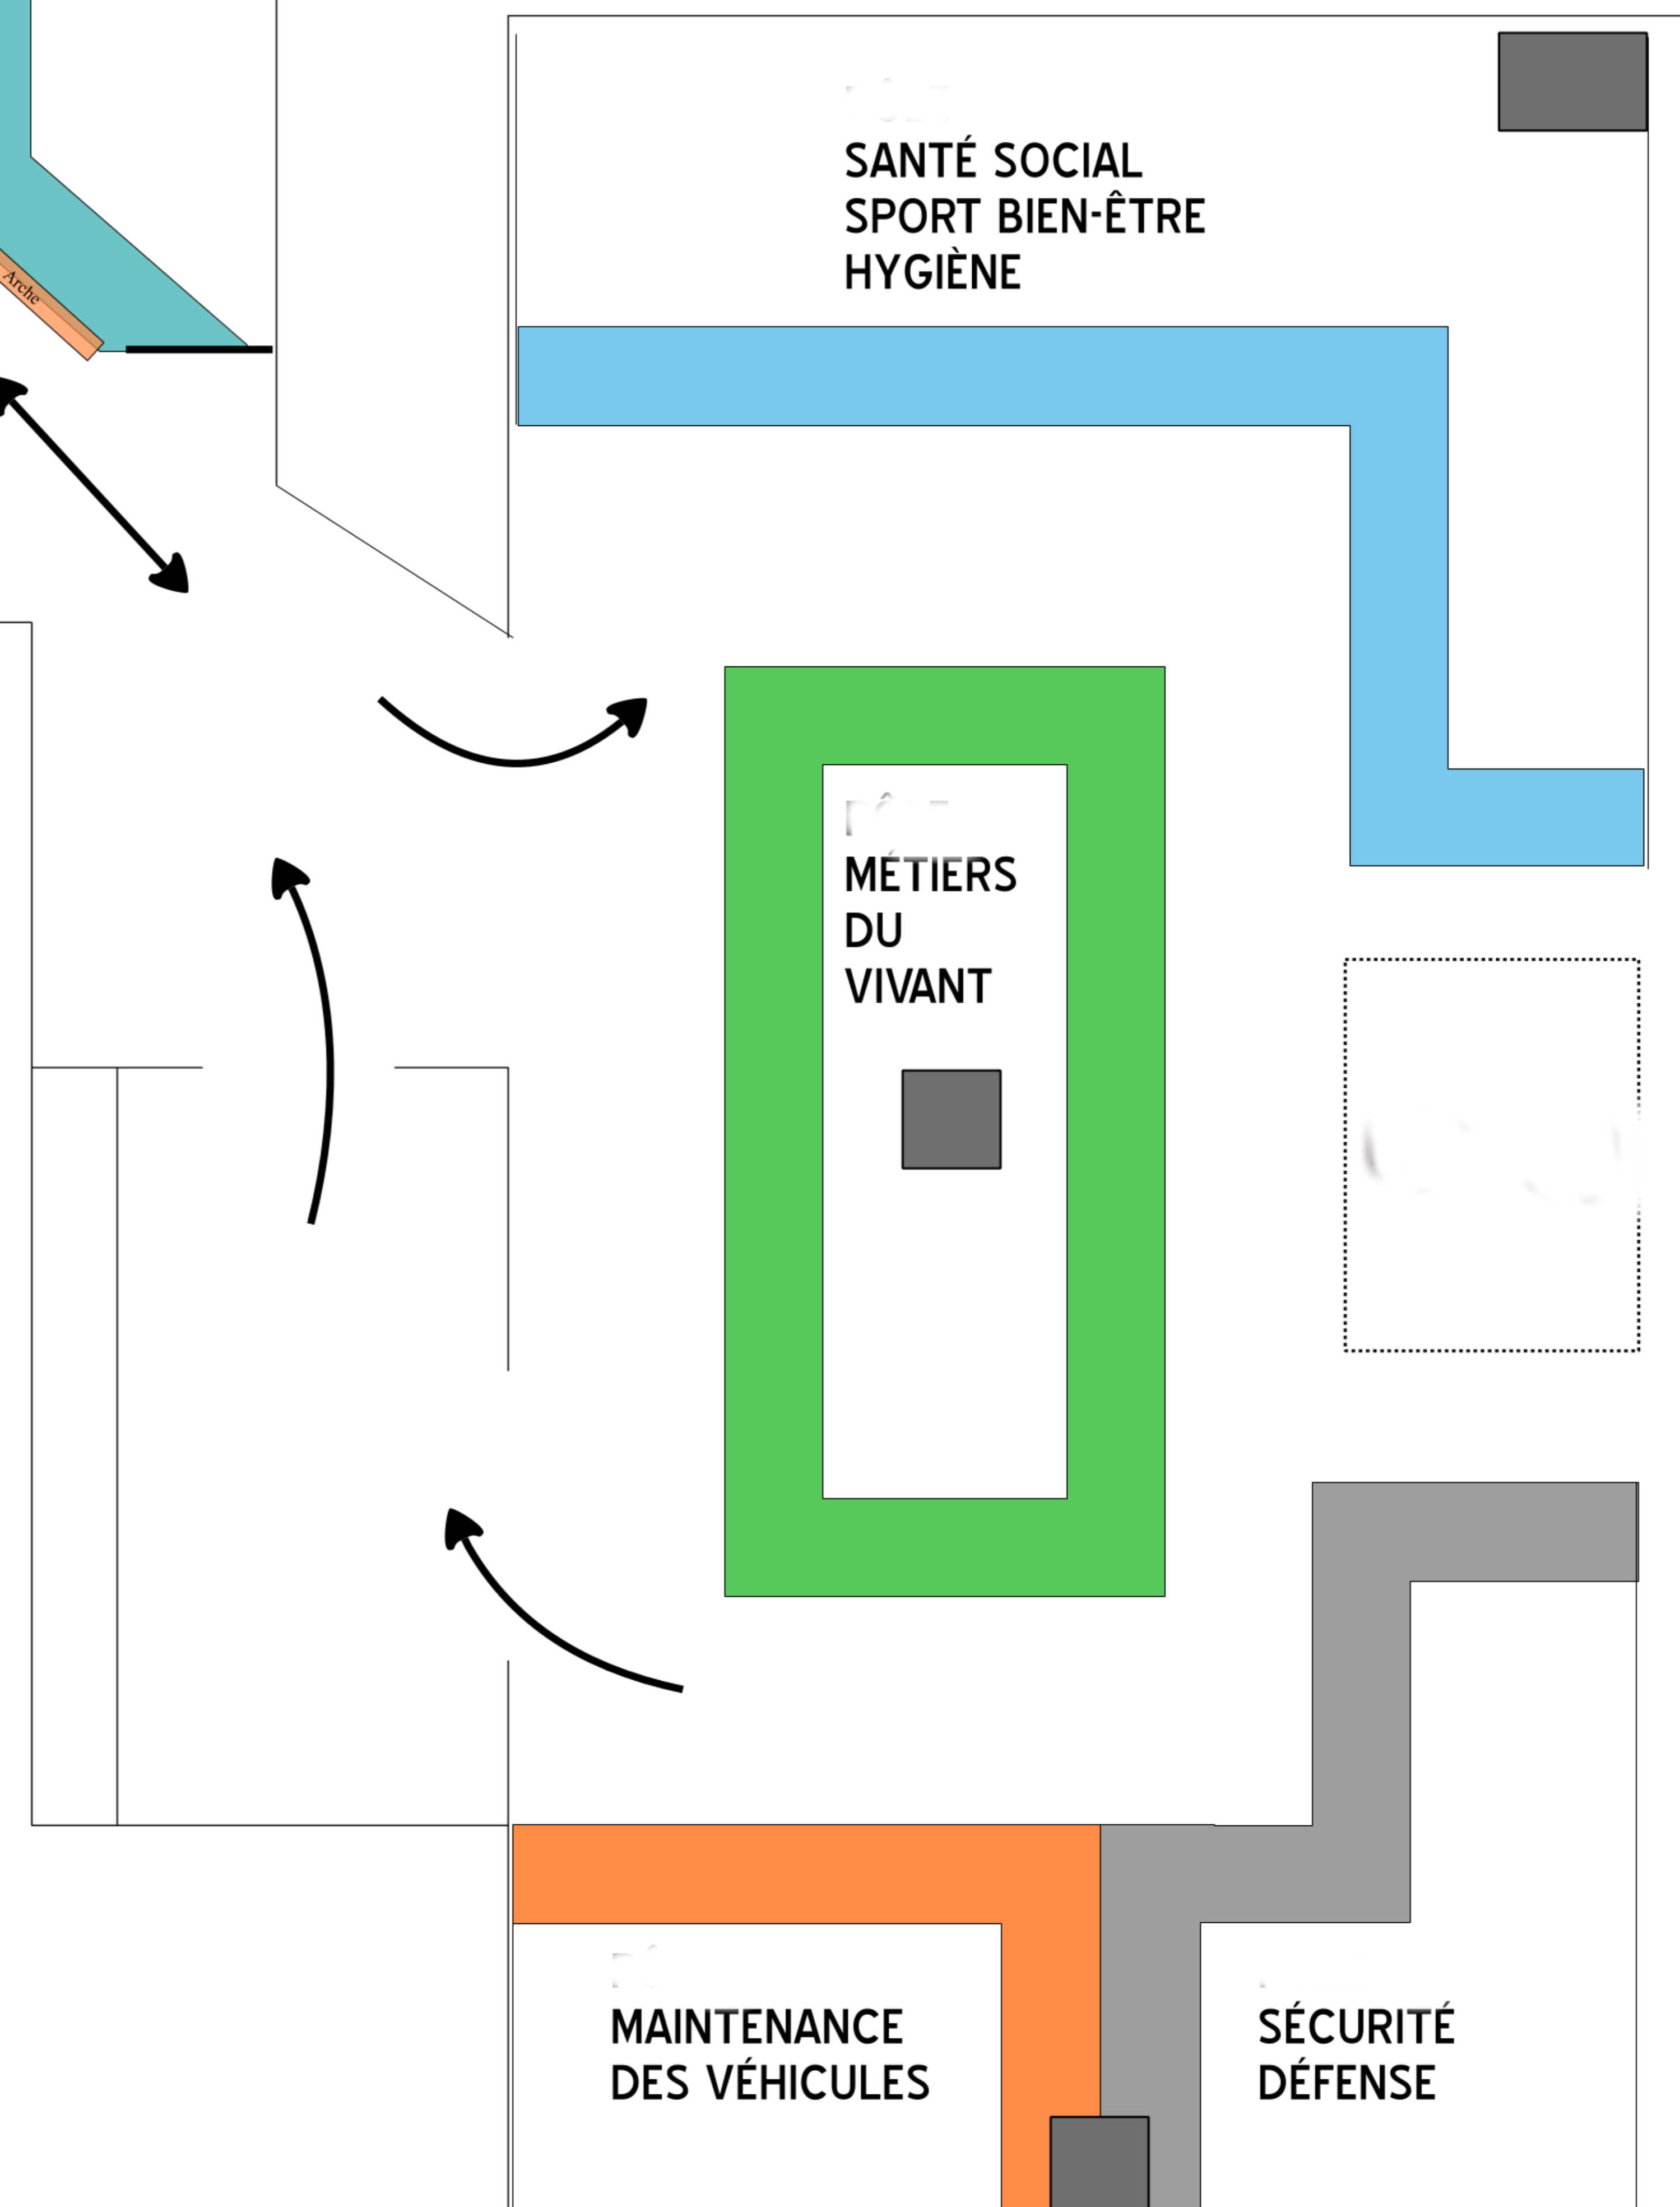 Arche
SANTÉ SOCIAL
SPORT BIEN-ÊTRE
HYGIÈNE
MÉTIERS
DU
VIVANT
MAINTENANCE
DES VÉHICULES
SÉCURITÉ
DÉFENSE